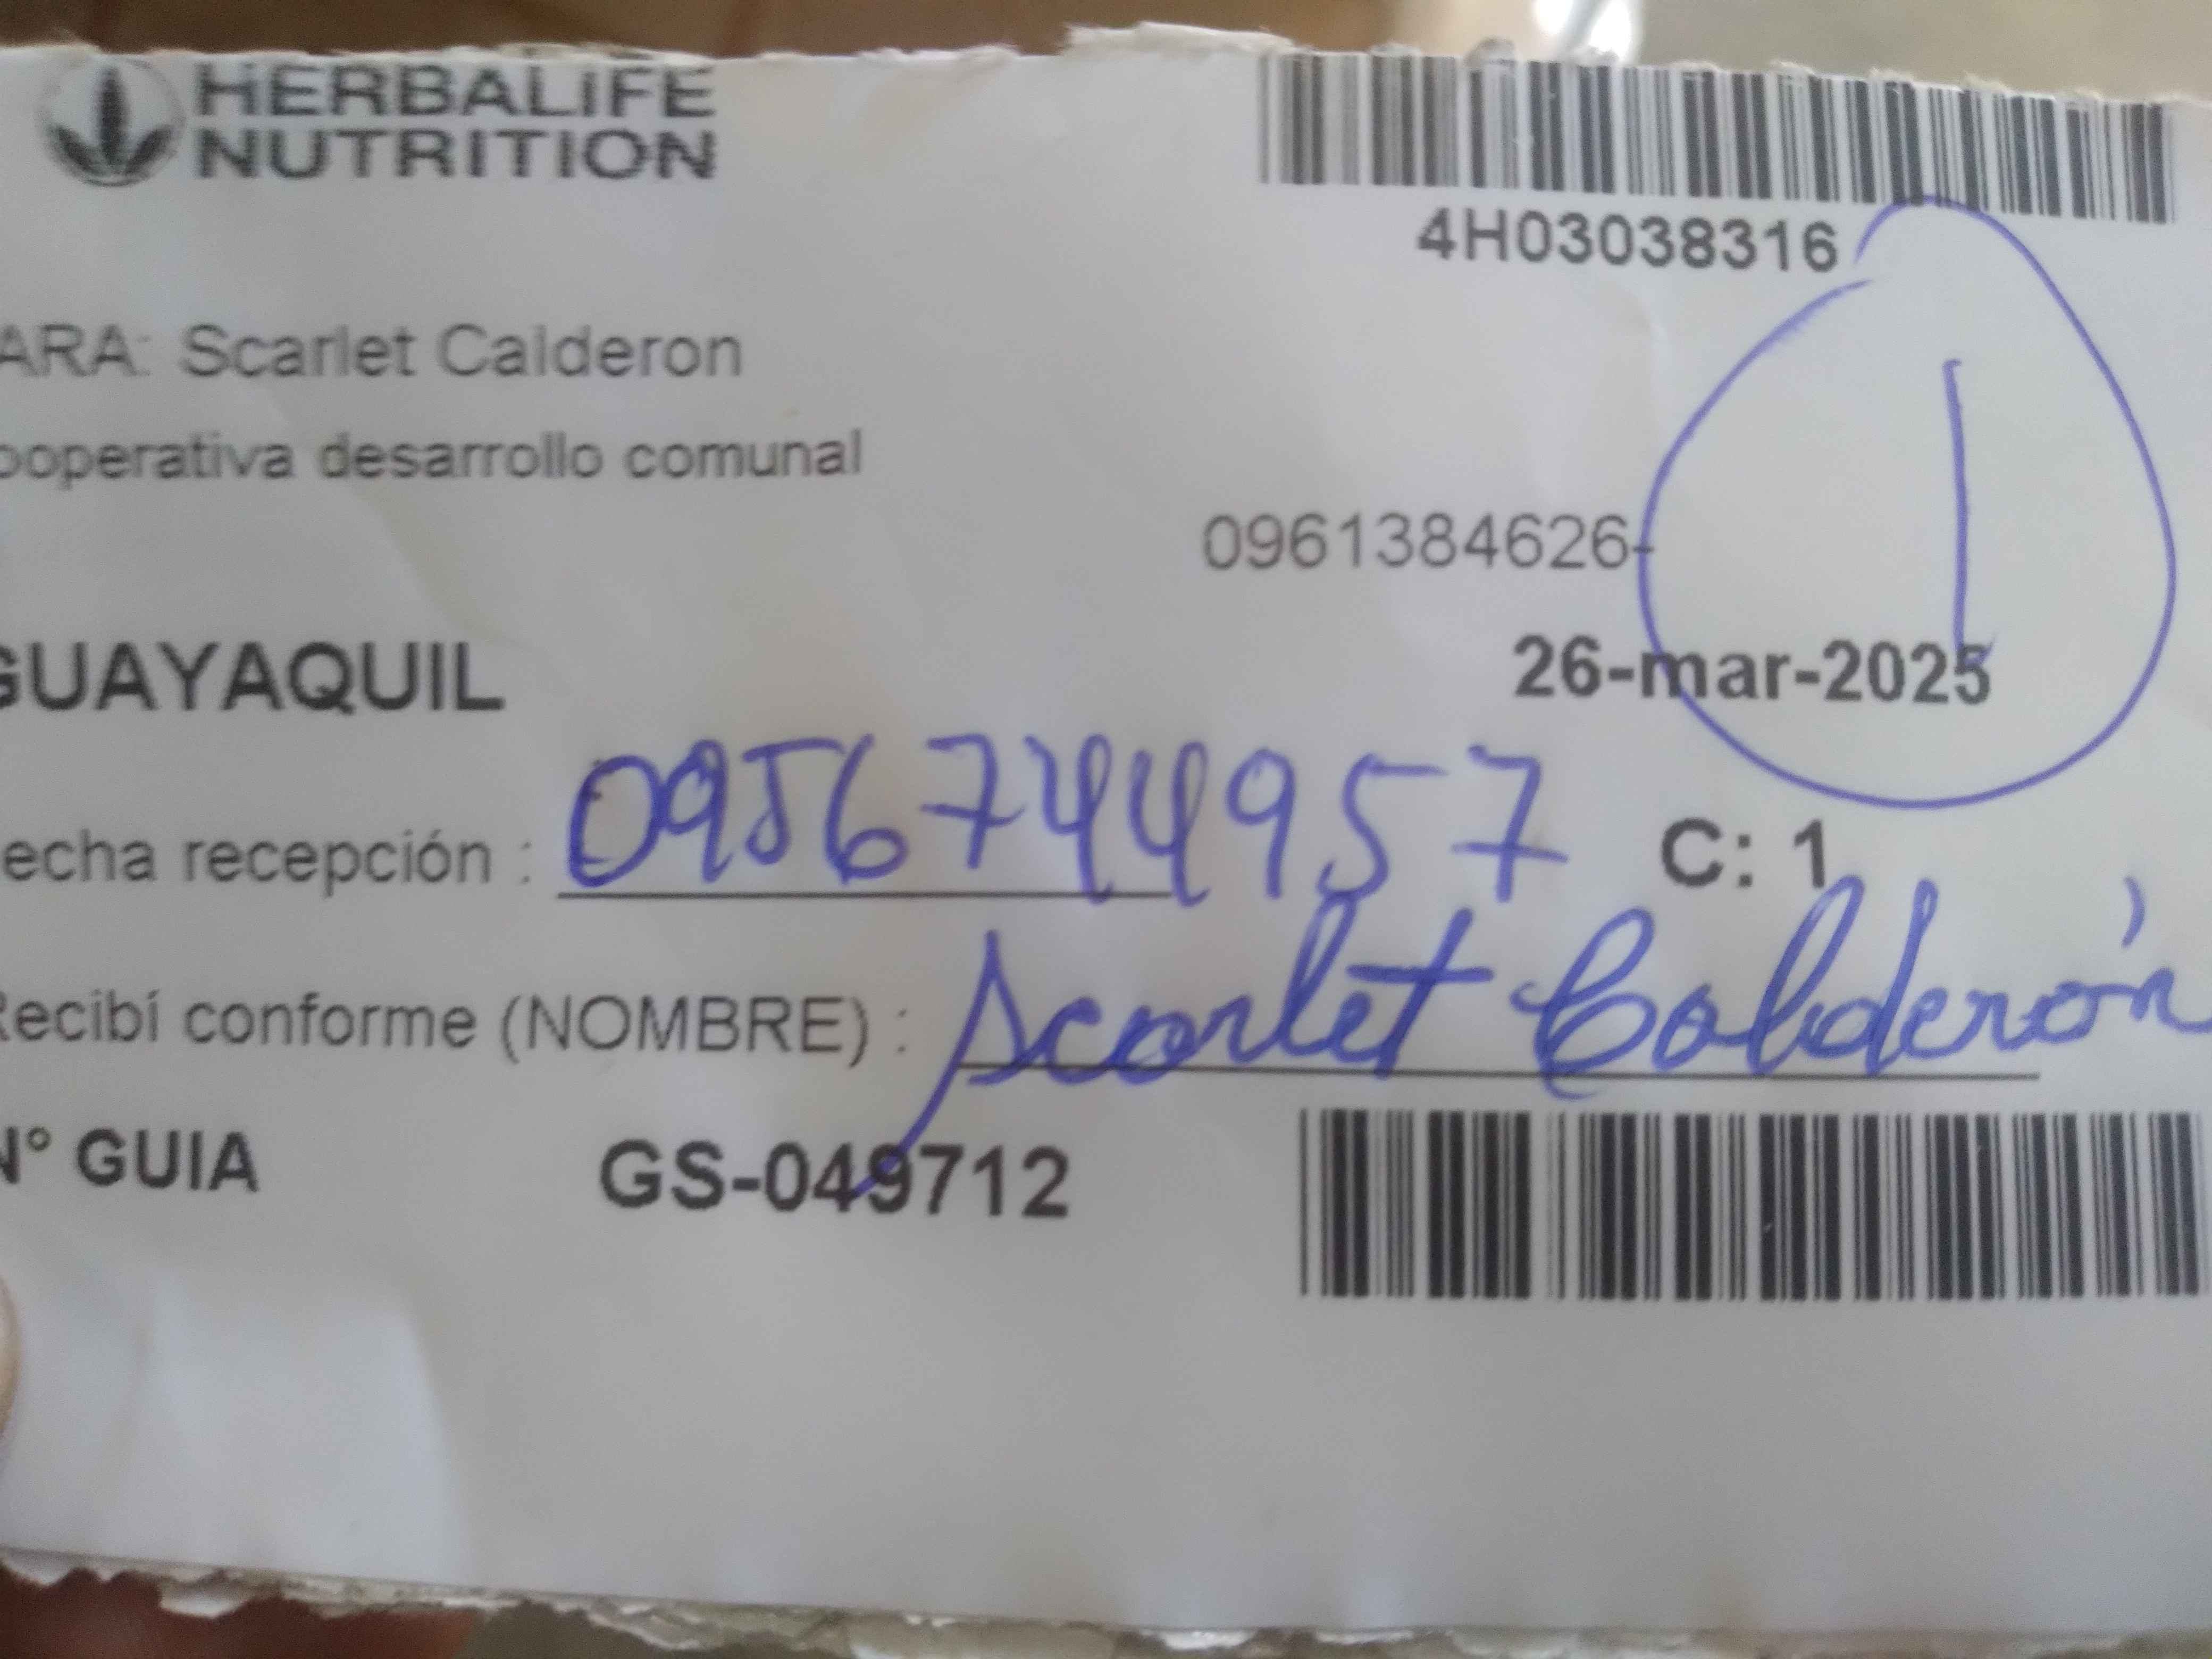 HERBALIFE
NUTRITION
4H03038316
ARA: Scarlet Calderon
ooperativa desarrollo comunal
0961384626-
1
GUAYAQUIL
26-mar-2025
echa recepción : 0956744957 C: 1
Recibí conforme (NOMBRE) : Scarlet Calderón
N° GUIA GS-049712